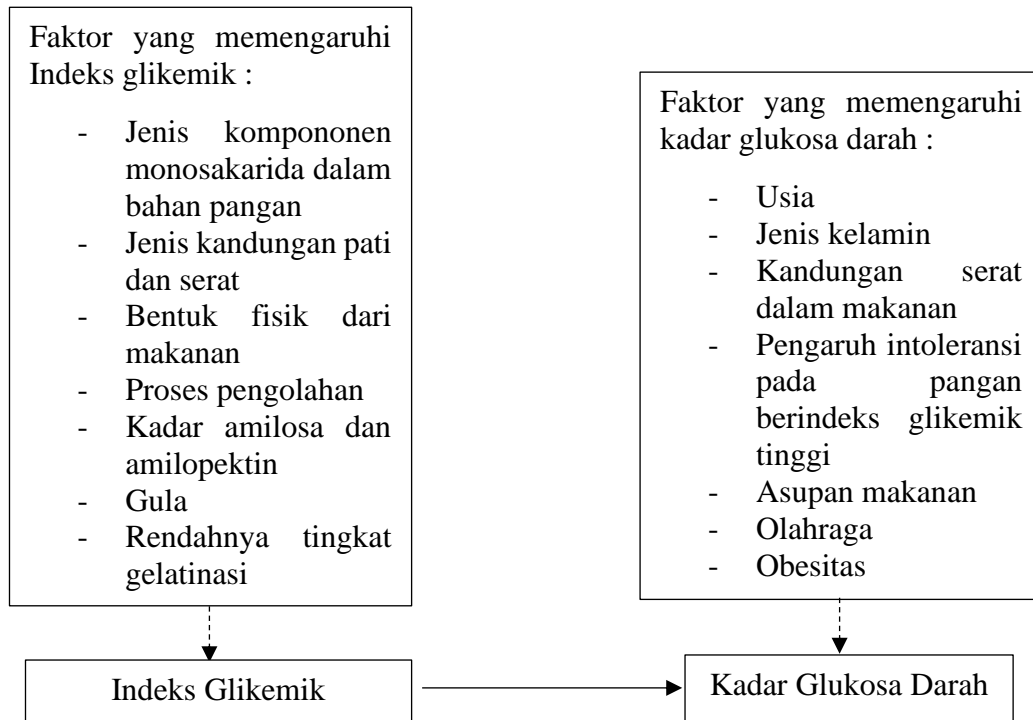 Faktor yang memengaruhi
Indeks glikemik :
- Jenis kompononen
monosakarida dalam
bahan pangan
- Jenis kandungan pati
dan serat
- Bentuk fisik dari
makanan
- Proses pengolahan
- Kadar amilosa dan
amilopektin
- Gula
- Rendahnya tingkat
gelatinasi
Faktor yang memengaruhi
kadar glukosa darah :
- Usia
- Jenis kelamin
- Kandungan serat
dalam makanan
- Pengaruh intoleransi
pada pangan
berindeks glikemik
tinggi
- Asupan makanan
- Olahraga
- Obesitas
Indeks Glikemik
Kadar Glukosa Darah